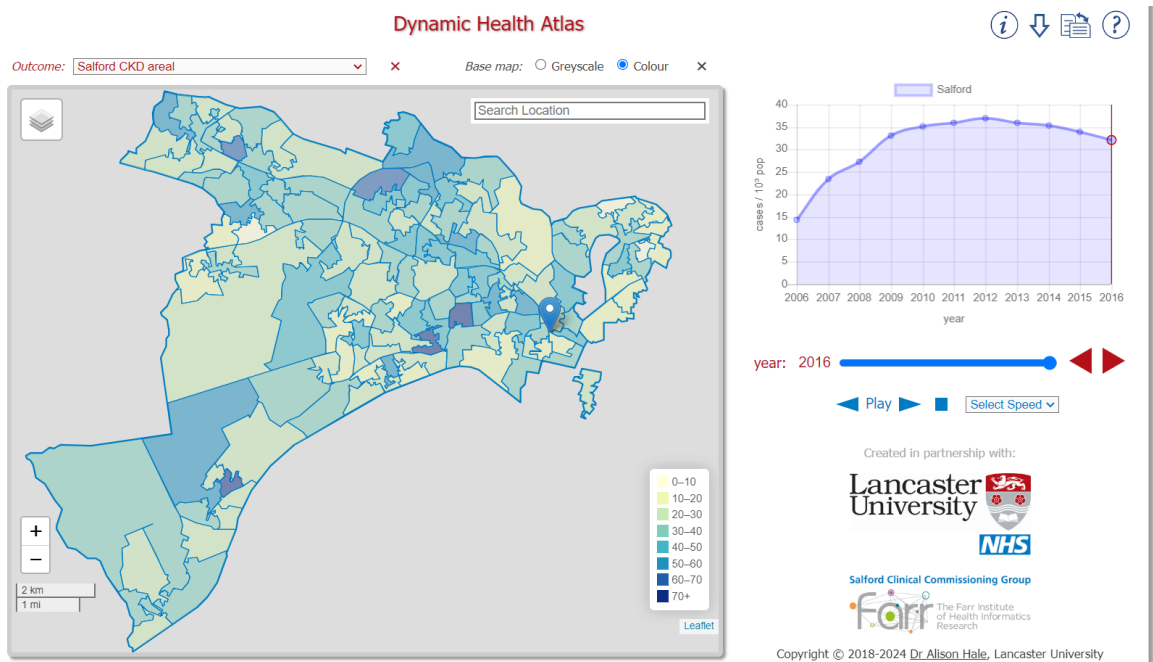 Dynamic Health Atlas
Outcome: Salford CKD areal × Base map: Greyscale Colour ×
Search Location
0–10
10–20
20–30
30–40
40–50
50–60
60–70
70+
+
−
2 km
1 mi
Leaflet
Salford
cases / 10³ pop
40
35
30
25
20
15
10
5
0
2006 2007 2008 2009 2010 2011 2012 2013 2014 2015 2016
year
year: 2016
Play Select Speed
Created in partnership with:
Lancaster
University
NHS
Salford Clinical Commissioning Group
Farr
The Farr Institute
of Health Informatics
Research
Copyright © 2018-2024 Dr Alison Hale, Lancaster University